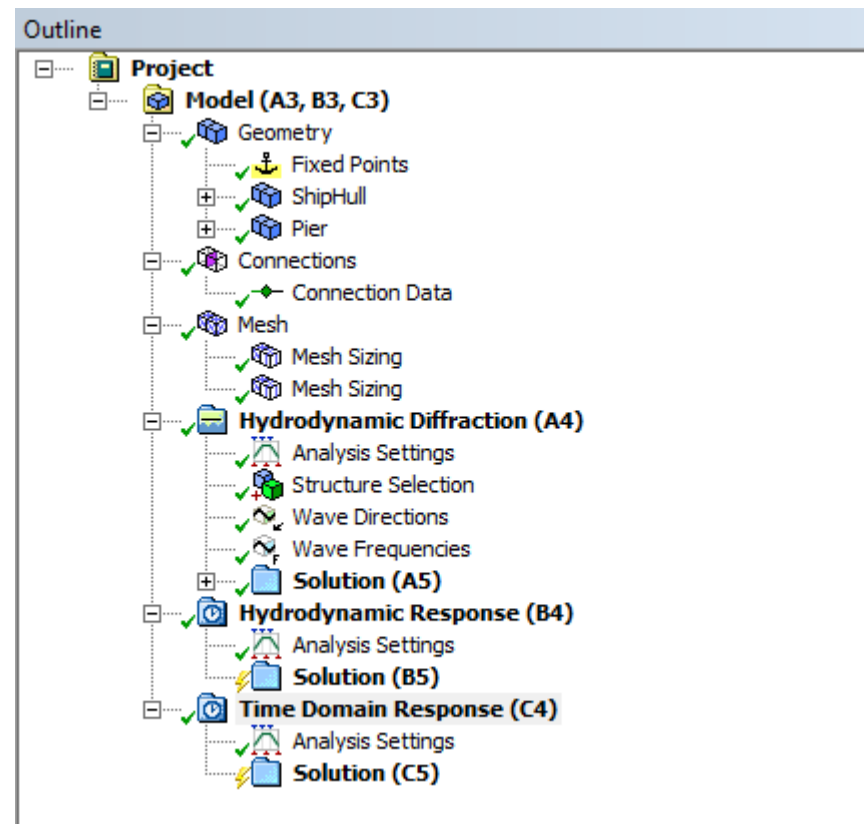 Outline
Project
Model (A3, B3, C3)
Geometry
Fixed Points
ShipHull
Pier
Connections
Connection Data
Mesh
Mesh Sizing
Mesh Sizing
Hydrodynamic Diffraction (A4)
Analysis Settings
Structure Selection
Wave Directions
Wave Frequencies
Solution (A5)
Hydrodynamic Response (B4)
Analysis Settings
Solution (B5)
Time Domain Response (C4)
Analysis Settings
Solution (C5)